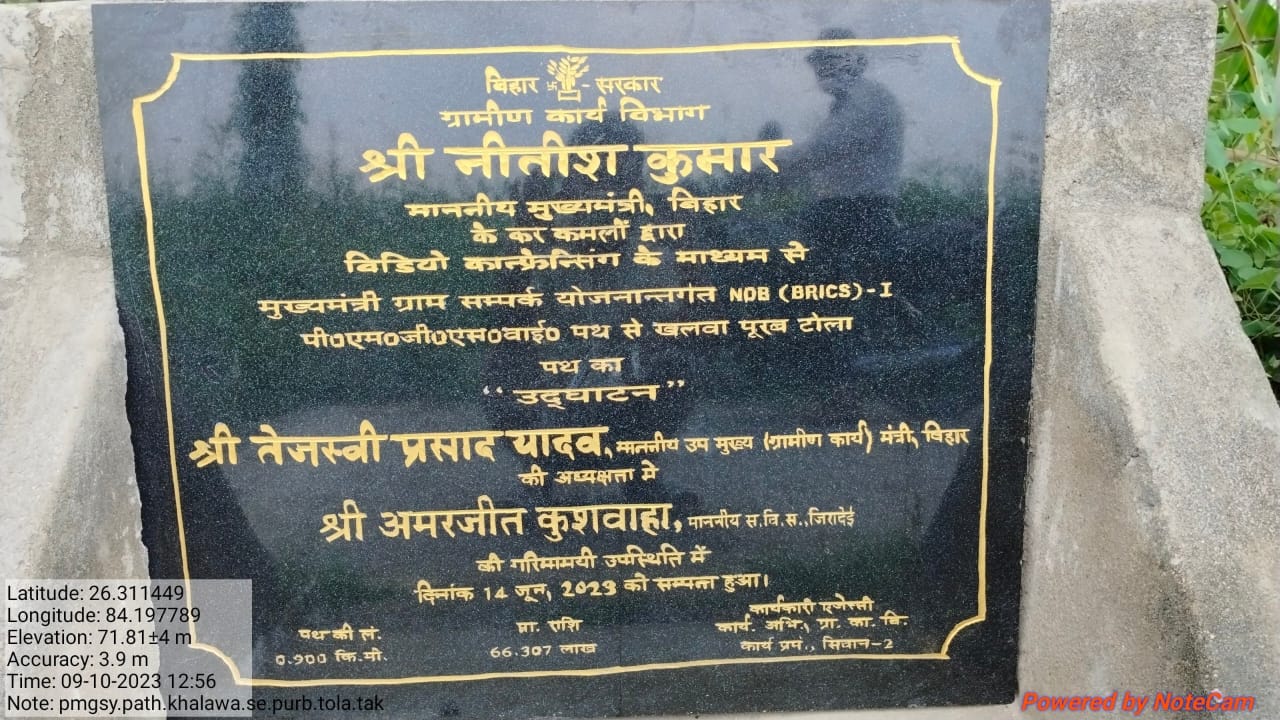 बिहार सरकार
ग्रामीण कार्य विभाग
श्री नीतीश कुमार
माननीय मुख्यमंत्री, बिहार
के कर कमलों द्वारा
विडियो कान्फ्रेन्सिंग के माध्यम से
मुख्यमंत्री ग्राम सम्पर्क योजनान्तर्गत NDB (BRICS)-I
पी0एम0जी0एस0वाई0 पथ से खलवा पूरब टोला
पथ का
"उद्घाटन"
श्री तेजस्वी प्रसाद यादव, माननीय उप मुख्य (ग्रामीण कार्य) मंत्री, बिहार
की अध्यक्षता मे
श्री अमरजीत कुशवाहा, माननीय स.वि.स., जिरादेई
की गरिमामयी उपस्थिति में
दिनांक 14 जून, 2023 को सम्पन्न हुआ।
पथ की लं. प्रा. राशि कार्यकारी एजेन्सी
कार्य. अभि., ग्रा. का. वि.
0.900 कि.मी. 66.307 लाख कार्य प्रमं., सिवान-2
Latitude: 26.311449
Longitude: 84.197789
Elevation: 71.81±4 m
Accuracy: 3.9 m
Time: 09-10-2023 12:56
Note: pmgsy.path.khalawa.se.purb.tola.tak
Powered by NoteCam